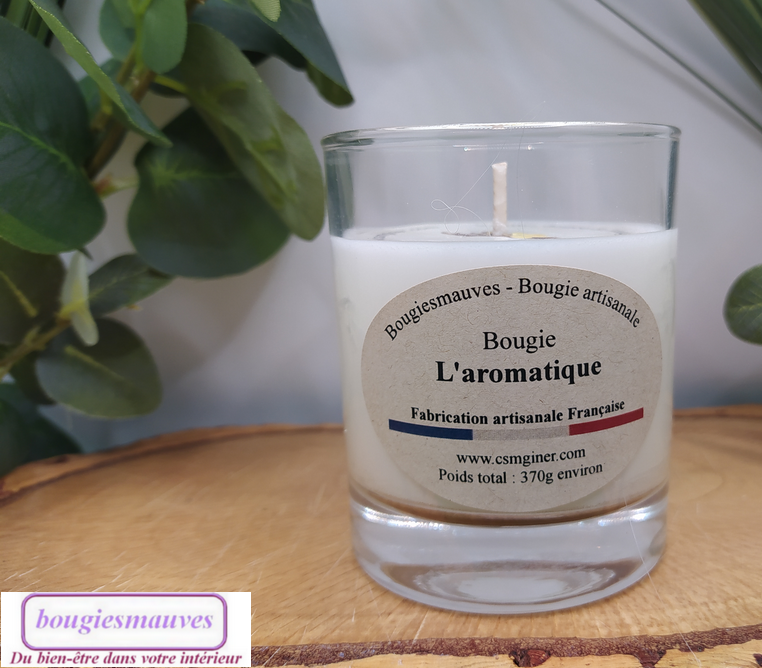 Bougiesmauves - Bougie artisanale
Bougie
L'aromatique
Fabrication artisanale Française
www.csmginer.com
Poids total : 370g environ
bougiesmauves
Du bien-être dans votre intérieur